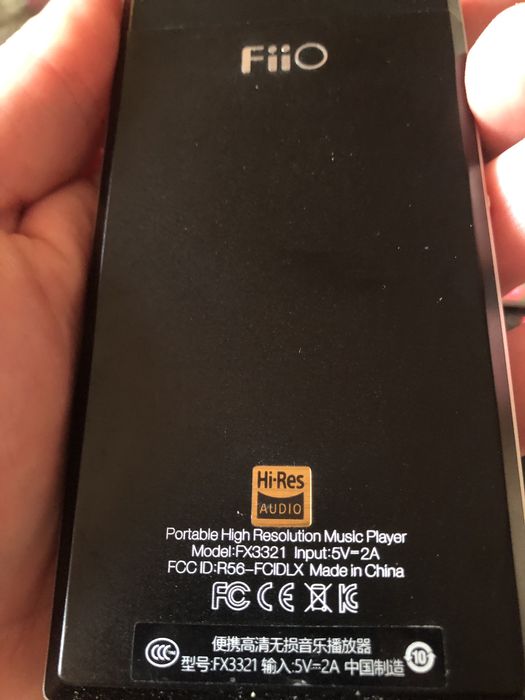 FiiO
Hi-Res
AUDIO
Portable High Resolution Music Player
Model:FX3321 Input:5V⎓2A
FCC ID:R56-FCIDLX Made in China
FC CE
便携高清无损音乐播放器
型号:FX3321 输入:5V⎓2A 中国制造
10